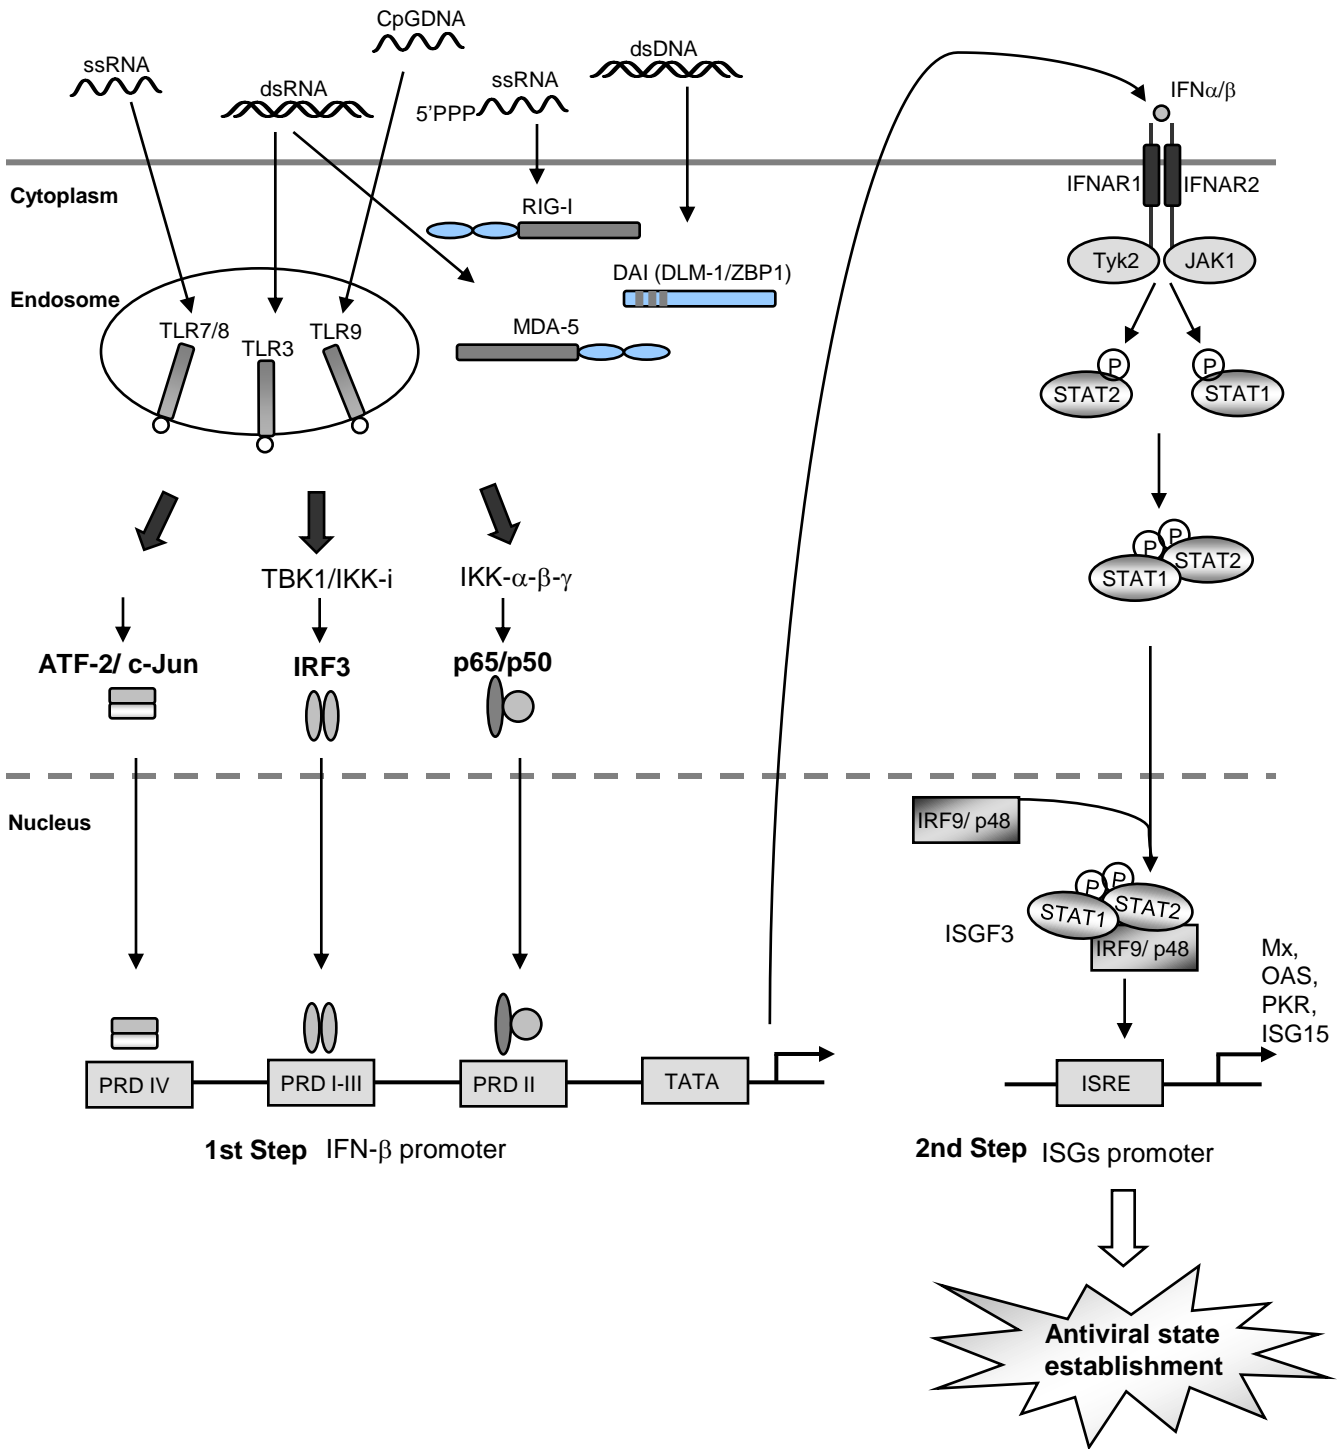 CpGDNA
ssRNA
dsRNA
ssRNA
5'PPP
dsDNA
IFNα/β
IFNAR1
IFNAR2
Cytoplasm
RIG-I
Tyk2
JAK1
DAI (DLM-1/ZBP1)
Endosome
TLR7/8
TLR3
TLR9
MDA-5
P
P
STAT2
STAT1
P
P
STAT1
STAT2
TBK1/IKK-i
IKK-α-β-γ
ATF-2/ c-Jun
IRF3
p65/p50
Nucleus
IRF9/ p48
P
P
STAT1
STAT2
IRF9/ p48
ISGF3
Mx,
OAS,
PKR,
ISG15
PRD IV
PRD I-III
PRD II
TATA
ISRE
1st Step IFN-β promoter
2nd Step ISGs promoter
Antiviral state
establishment